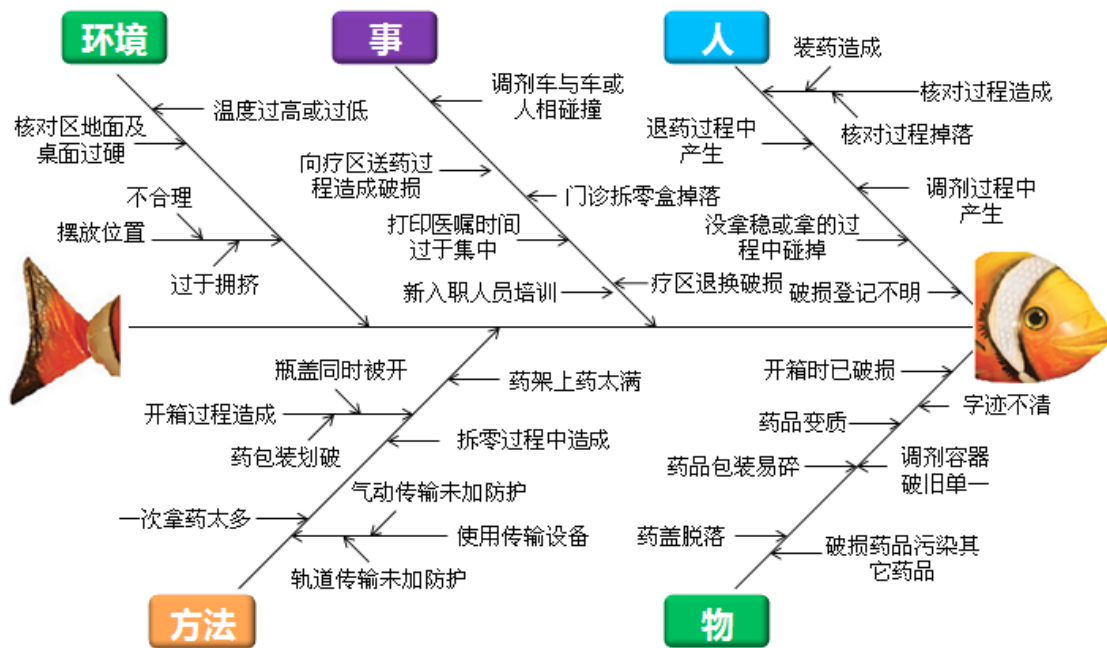 环境
事
人
温度过高或过低
核对区地面及
桌面过硬
不合理
摆放位置
过于拥挤
调剂车与车或
人相碰撞
向疗区送药过
程造成破损
门诊拆零盒掉落
打印医嘱时间
过于集中
新入职人员培训
疗区退换破损
装药造成
核对过程造成
核对过程掉落
退药过程中
产生
调剂过程中
产生
没拿稳或拿的过
程中碰掉
破损登记不明
瓶盖同时被开
药架上药太满
开箱过程造成
药包装划破
拆零过程中造成
气动传输未加防护
一次拿药太多
使用传输设备
轨道传输未加防护
方法
开箱时已破损
字迹不清
药品变质
药品包装易碎
调剂容器
破旧单一
药盖脱落
破损药品污染其
它药品
物